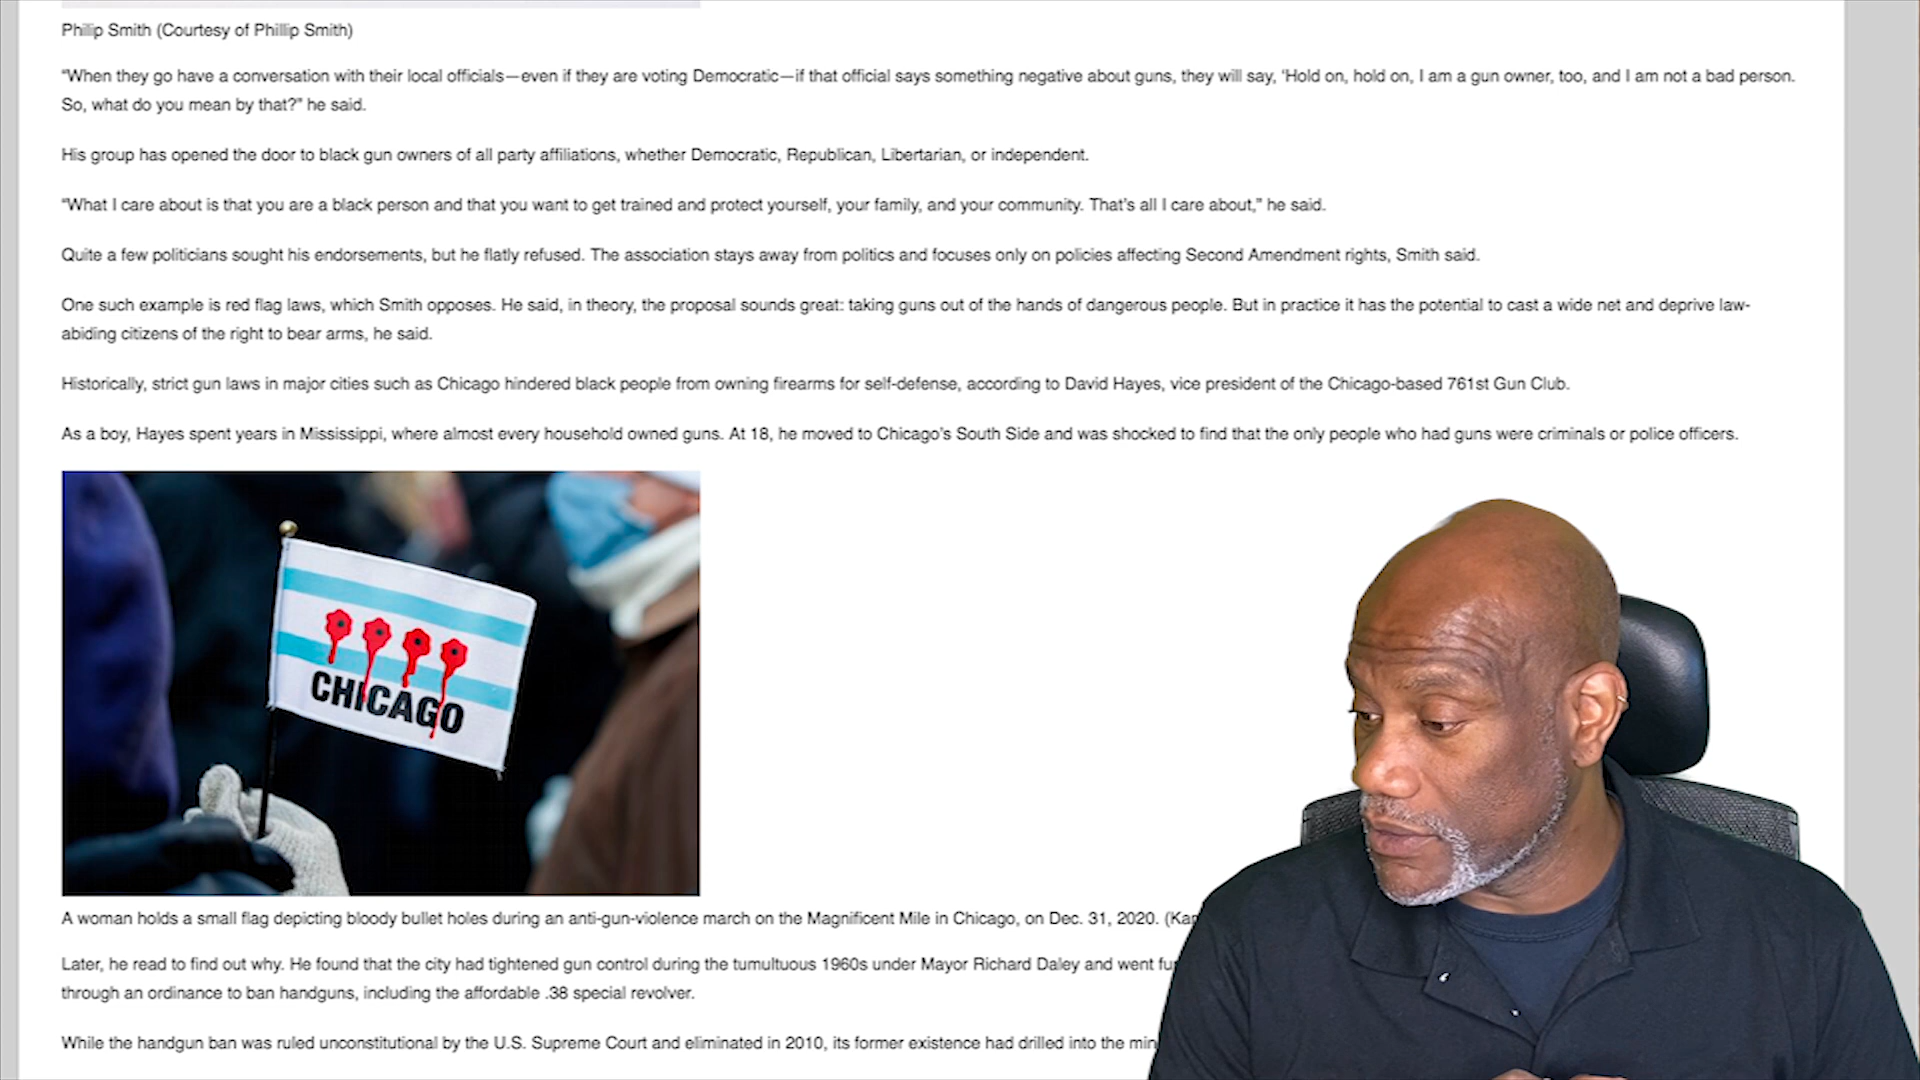 Philip Smith (Courtesy of Phillip Smith)
“When they go have a conversation with their local officials—even if they are voting Democratic—if that official says something negative about guns, they will say, ‘Hold on, hold on, I am a gun owner, too, and I am not a bad person.
So, what do you mean by that?” he said.
His group has opened the door to black gun owners of all party affiliations, whether Democratic, Republican, Libertarian, or independent.
“What I care about is that you are a black person and that you want to get trained and protect yourself, your family, and your community. That’s all I care about,” he said.
Quite a few politicians sought his endorsements, but he flatly refused. The association stays away from politics and focuses only on policies affecting Second Amendment rights, Smith said.
One such example is red flag laws, which Smith opposes. He said, in theory, the proposal sounds great: taking guns out of the hands of dangerous people. But in practice it has the potential to cast a wide net and deprive law-
abiding citizens of the right to bear arms, he said.
Historically, strict gun laws in major cities such as Chicago hindered black people from owning firearms for self-defense, according to David Hayes, vice president of the Chicago-based 761st Gun Club.
As a boy, Hayes spent years in Mississippi, where almost every household owned guns. At 18, he moved to Chicago’s South Side and was shocked to find that the only people who had guns were criminals or police officers.
CHICAGO
A woman holds a small flag depicting bloody bullet holes during an anti-gun-violence march on the Magnificent Mile in Chicago, on Dec. 31, 2020.
Later, he read to find out why. He found that the city had tightened gun control during the tumultuous 1960s under Mayor Richard Daley and went
through an ordinance to ban handguns, including the affordable .38 special revolver.
While the handgun ban was ruled unconstitutional by the U.S. Supreme Court and eliminated in 2010, its former existence had drilled into the